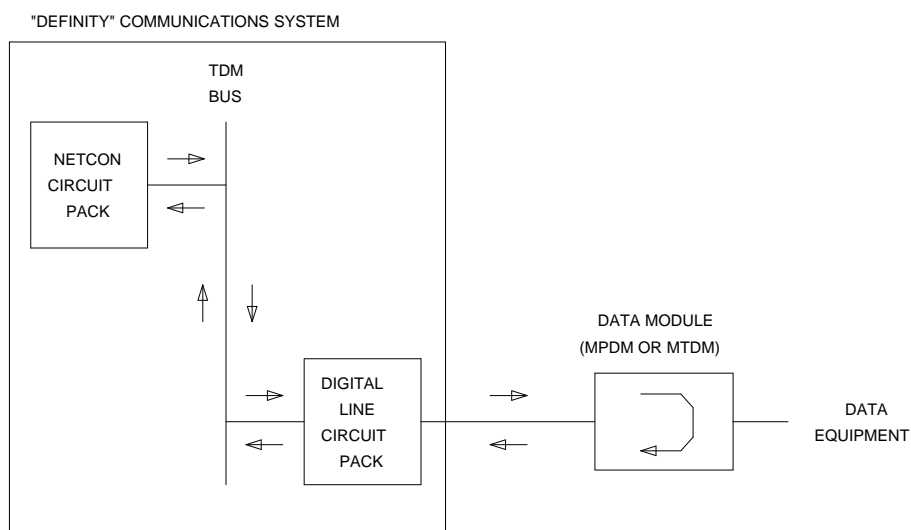 "DEFINITY" COMMUNICATIONS SYSTEM
TDM
BUS
NETCON
CIRCUIT
PACK
DATA MODULE
(MPDM OR MTDM)
DIGITAL
LINE
CIRCUIT
PACK
DATA
EQUIPMENT